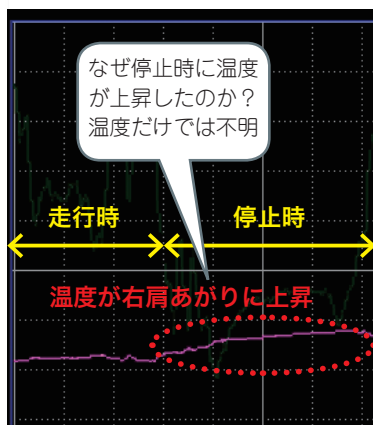 なぜ停止時に温度
が上昇したのか？
温度だけでは不明
走行時
停止時
温度が右肩あがりに上昇